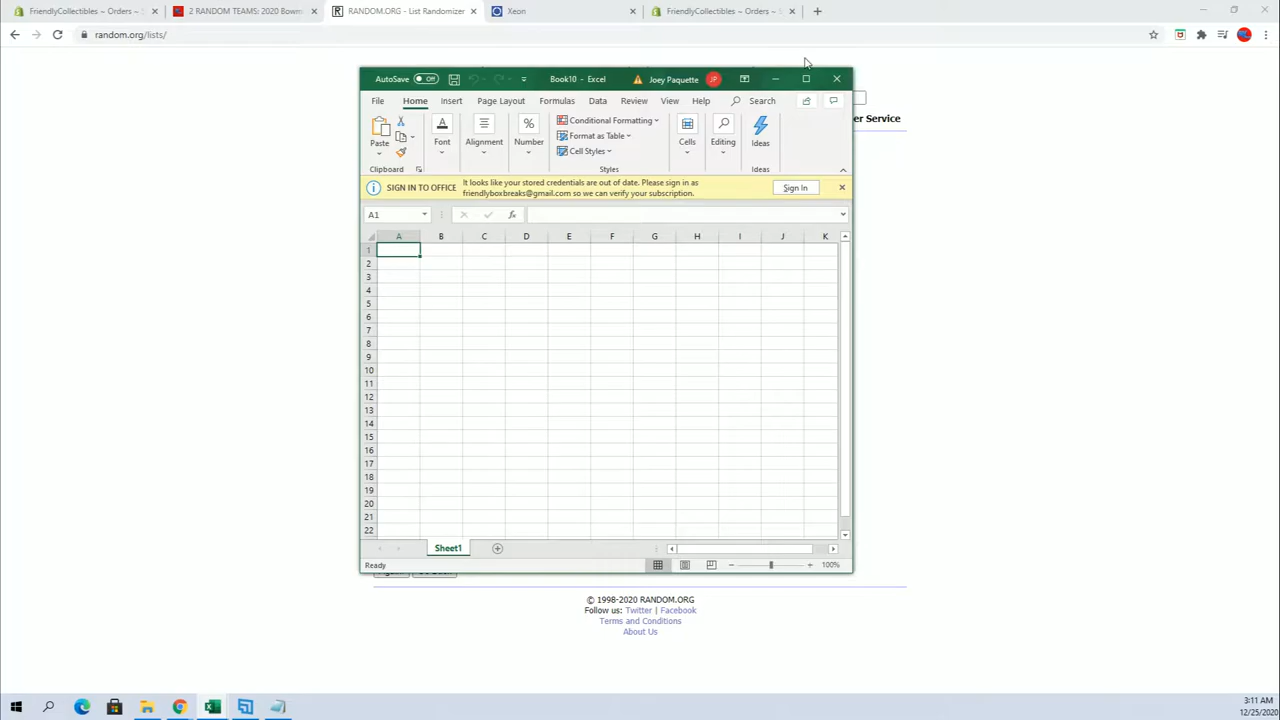 FriendlyCollectibles ~ Orders ~ S
2 RANDOM TEAMS: 2020 Bowm
RANDOM.ORG - List Randomizer
Xeon
FriendlyCollectibles ~ Orders ~ S
random.org/lists/
AutoSave Off
Book10 - Excel
Joey Paquette
JP
File Home Insert Page Layout Formulas Data Review View Help Search
er Service
Paste
Font
Alignment
Number
Conditional Formatting
Format as Table
Cell Styles
Cells
Editing
Ideas
Clipboard
Styles
Ideas
SIGN IN TO OFFICE
It looks like your stored credentials are out of date. Please sign in as
friendlyboxbreaks@gmail.com so we can verify your subscription.
Sign In
A1
fx
A B C D E F G H I J K
1
2
3
4
5
6
7
8
9
10
11
12
13
14
15
16
17
18
19
20
21
22
Sheet1
Ready
100%
© 1998-2020 RANDOM.ORG
Follow us: Twitter | Facebook
Terms and Conditions
About Us
3:11 AM
12/25/2020